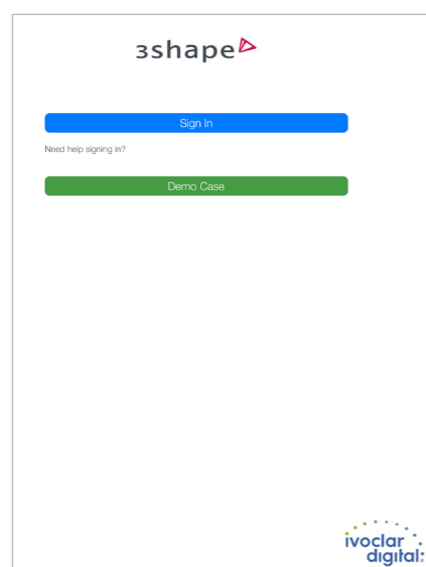 3shape
Sign In
Need help signing in?
Demo Case
ivoclar
digital: